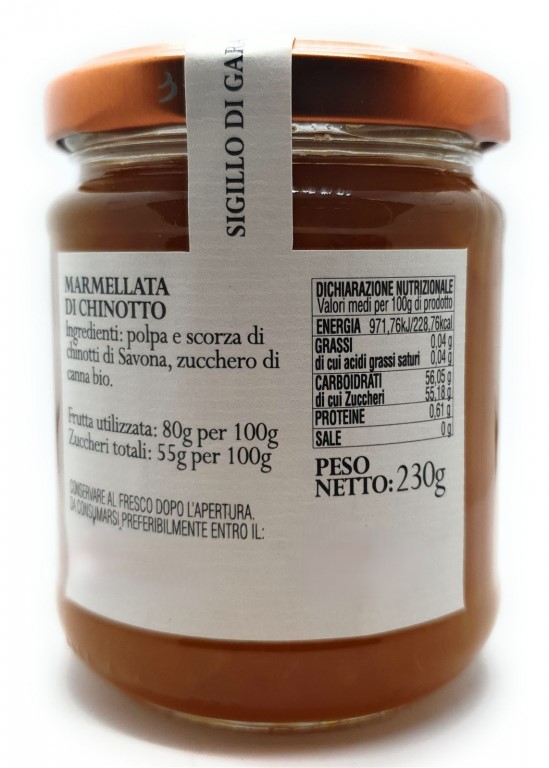 SIGILLO DI
MARMELLATA
DI CHINOTTO
Ingredienti: polpa e scorza di
chinotti di Savona, zucchero di
canna bio.
Frutta utilizzata: 80g per 100g
Zuccheri totali: 55g per 100g
CONSERVARE AL FRESCO DOPO L'APERTURA.
DA CONSUMARSI PREFERIBILMENTE ENTRO IL:
DICHIARAZIONE NUTRIZIONALE
Valori medi per 100g di prodotto
ENERGIA 971,76kJ/228,76kcal
GRASSI 0,04 g
di cui acidi grassi saturi 0,04 g
CARBOIDRATI 56,05 g
di cui Zuccheri 55,18 g
PROTEINE 0,61 g
SALE 0 g
PESO
NETTO: 230g